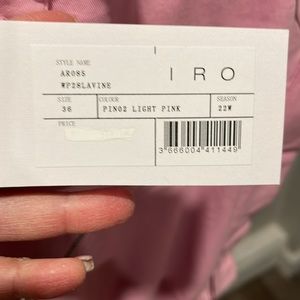 STYLE NAME
AR085
WP28LAVINE
IRO
SIZE
COLOUR
SEASON
36
PIN02 LIGHT PINK
22W
PRICE
3 666004 411449